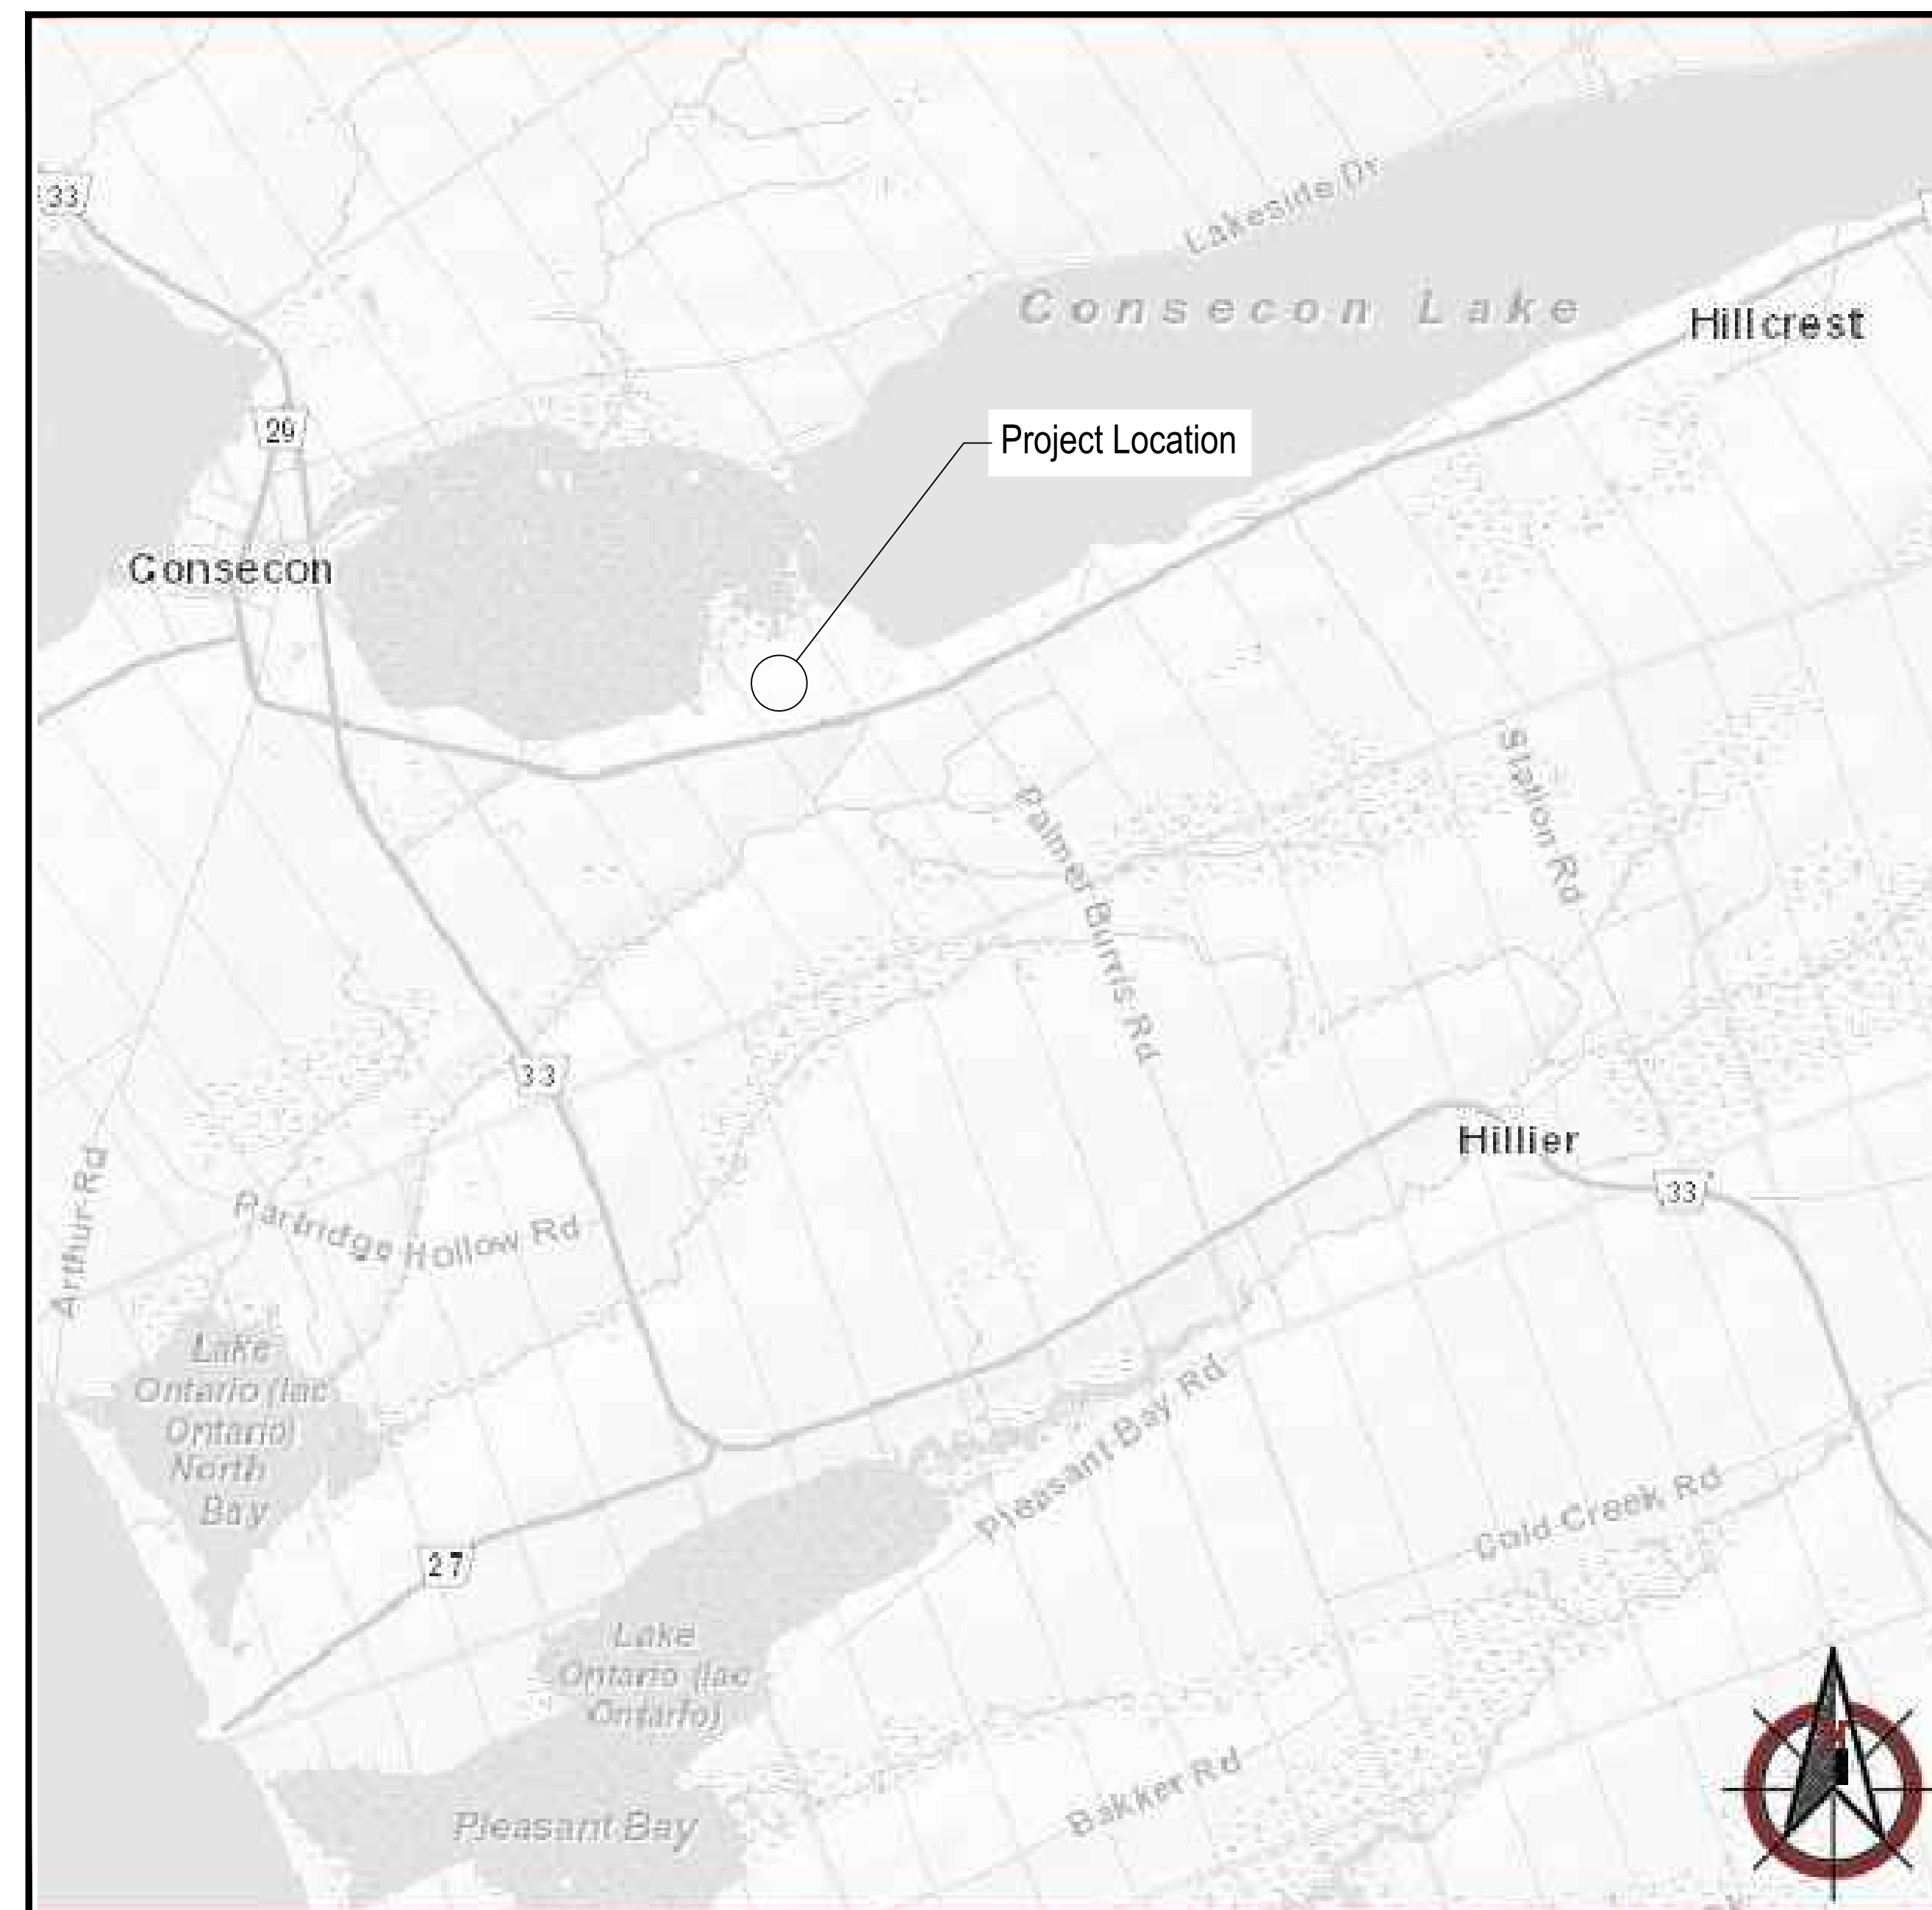 33
Lakeside Dr
Consecon Lake
Hillcrest
29
Project Location
Consecon
Station Rd
Palmer Burris Rd
33
Hillier
33
Arthur Rd
Partridge Hollow Rd
Lake
Ontario (lac
Ontario)
North
Bay
Pleasant Bay Rd
Cold Creek Rd
27
Lake
Ontario (lac
Ontario)
Bakker Rd
Pleasant Bay